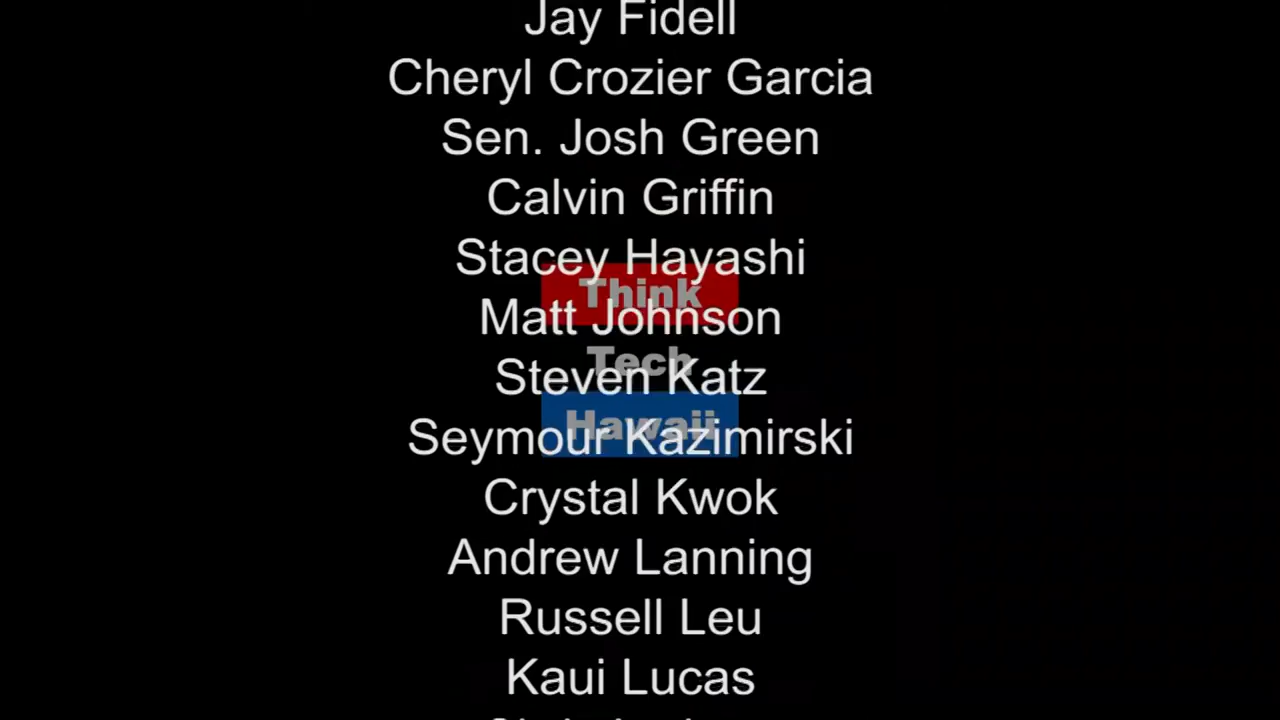 Jay Fidell
Cheryl Crozier Garcia
Sen. Josh Green
Calvin Griffin
Stacey Hayashi
Think
Matt Johnson
Tech
Steven Katz
Hawaii
Seymour Kazimirski
Crystal Kwok
Andrew Lanning
Russell Leu
Kaui Lucas